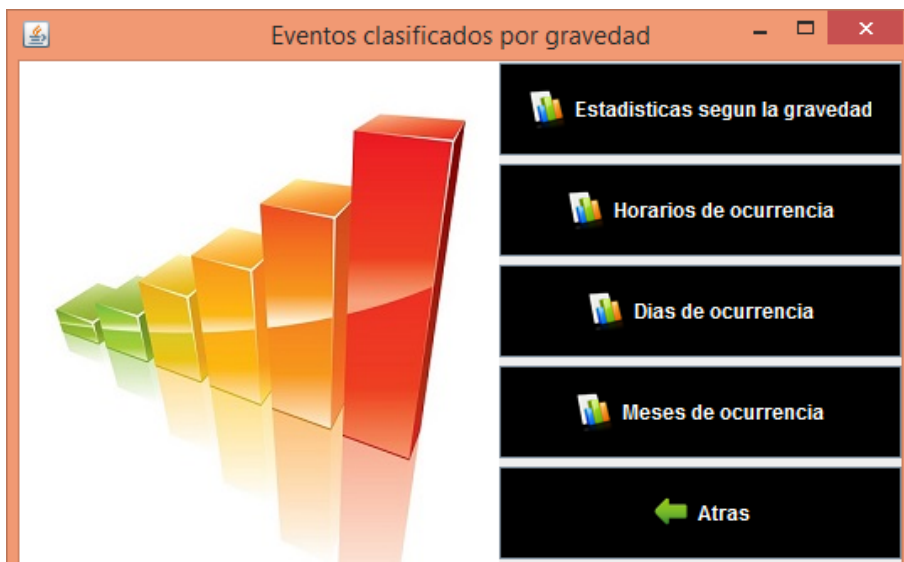 Eventos clasificados por gravedad
Estadisticas segun la gravedad
Horarios de ocurrencia
Dias de ocurrencia
Meses de ocurrencia
Atras